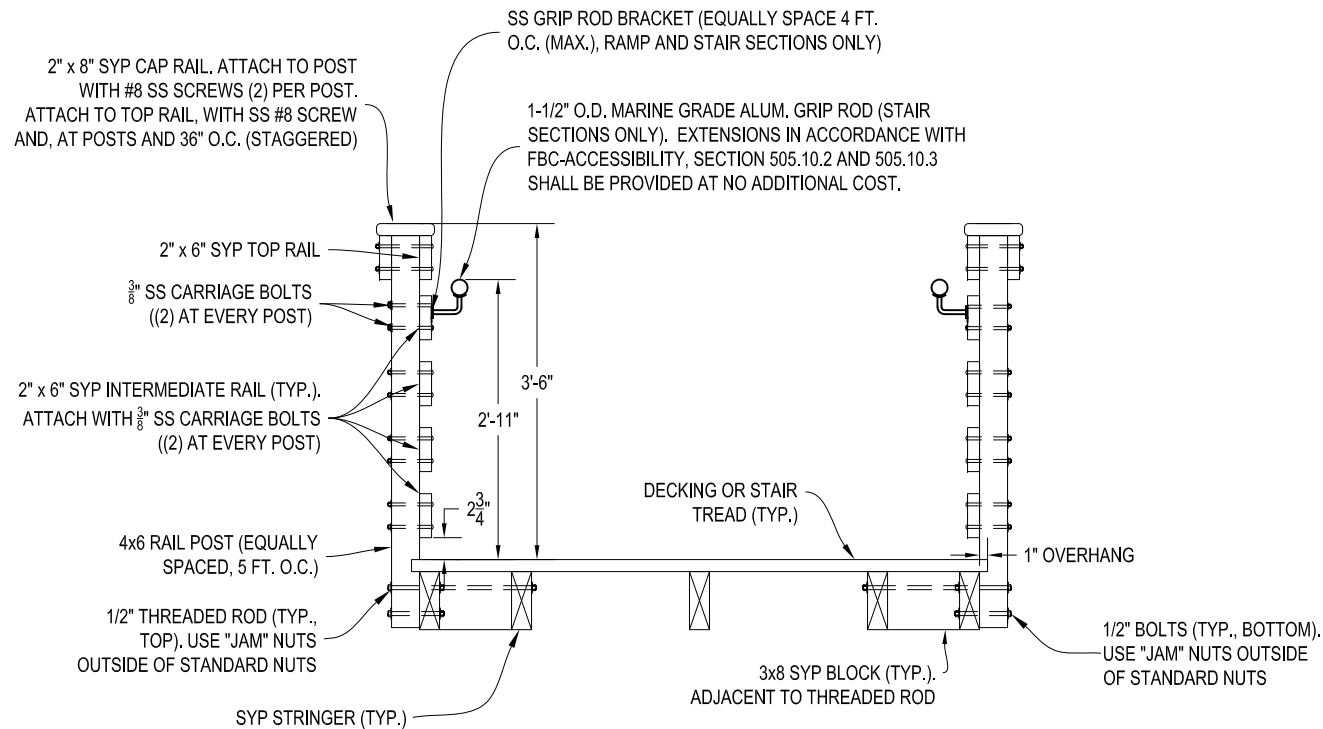 SS GRIP ROD BRACKET (EQUALLY SPACE 4 FT.
O.C. (MAX.), RAMP AND STAIR SECTIONS ONLY)
2" x 8" SYP CAP RAIL. ATTACH TO POST
WITH #8 SS SCREWS (2) PER POST.
ATTACH TO TOP RAIL, WITH SS #8 SCREW
AND, AT POSTS AND 36" O.C. (STAGGERED)
1-1/2" O.D. MARINE GRADE ALUM. GRIP ROD (STAIR
SECTIONS ONLY).  EXTENSIONS IN ACCORDANCE WITH
FBC-ACCESSIBILITY, SECTION 505.10.2 AND 505.10.3
SHALL BE PROVIDED AT NO ADDITIONAL COST.
2" x 6" SYP TOP RAIL
3/8" SS CARRIAGE BOLTS
((2) AT EVERY POST)
2" x 6" SYP INTERMEDIATE RAIL (TYP.).
ATTACH WITH 3/8" SS CARRIAGE BOLTS
((2) AT EVERY POST)
3'-6"
2'-11"
2 3/4"
DECKING OR STAIR
TREAD (TYP.)
4x6 RAIL POST (EQUALLY
SPACED, 5 FT. O.C.)
1" OVERHANG
1/2" THREADED ROD (TYP.,
TOP). USE "JAM" NUTS
OUTSIDE OF STANDARD NUTS
1/2" BOLTS (TYP., BOTTOM).
USE "JAM" NUTS OUTSIDE
OF STANDARD NUTS
3x8 SYP BLOCK (TYP.).
ADJACENT TO THREADED ROD
SYP STRINGER (TYP.)